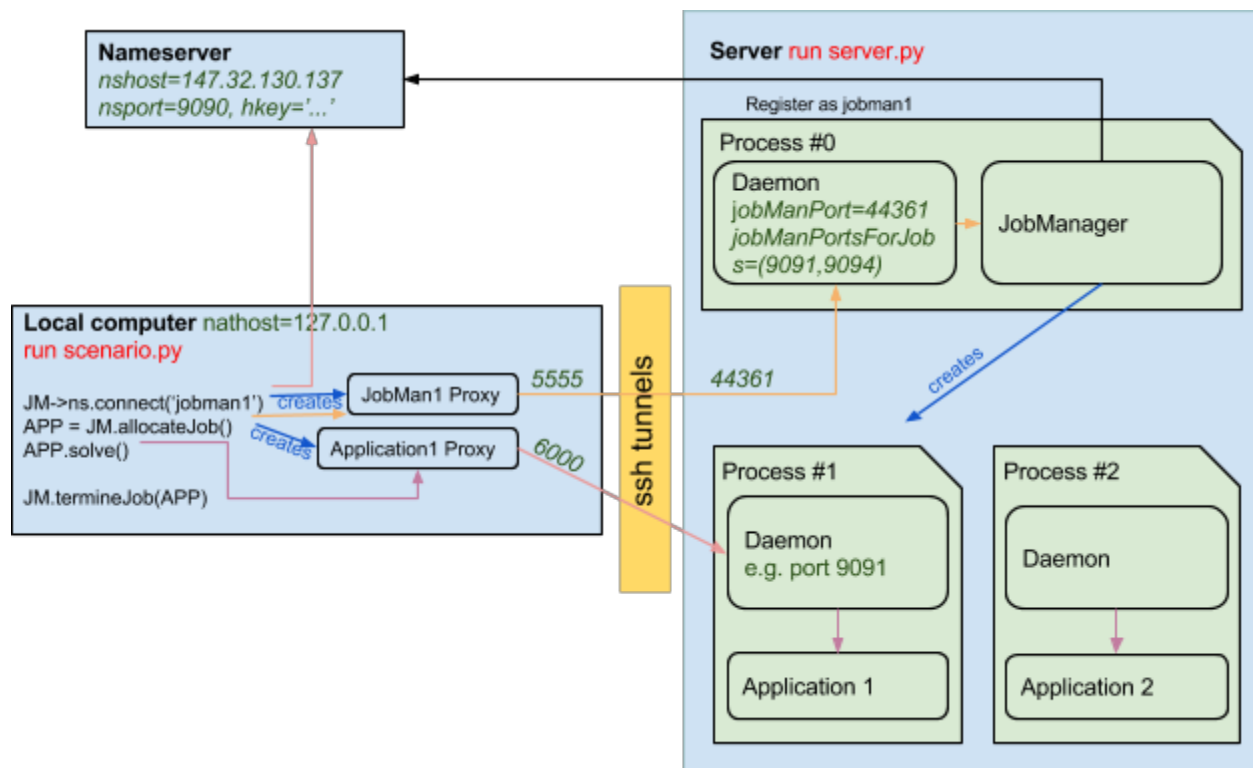 Nameserver
nshost=147.32.130.137
nsport=9090, hkey='...'
Server run server.py
Register as jobman1
Process #0
Daemon
jobManPort=44361
jobManPortsForJob
s=(9091,9094)
JobManager
Local computer nathost=127.0.0.1
run scenario.py
JM->ns.connect('jobman1')
APP = JM.allocateJob()
APP.solve()
JM.termineJob(APP)
creates
creates
JobMan1 Proxy
Application1 Proxy
5555
6000
ssh tunnels
44361
creates
Process #1
Daemon
e.g. port 9091
Application 1
Process #2
Daemon
Application 2